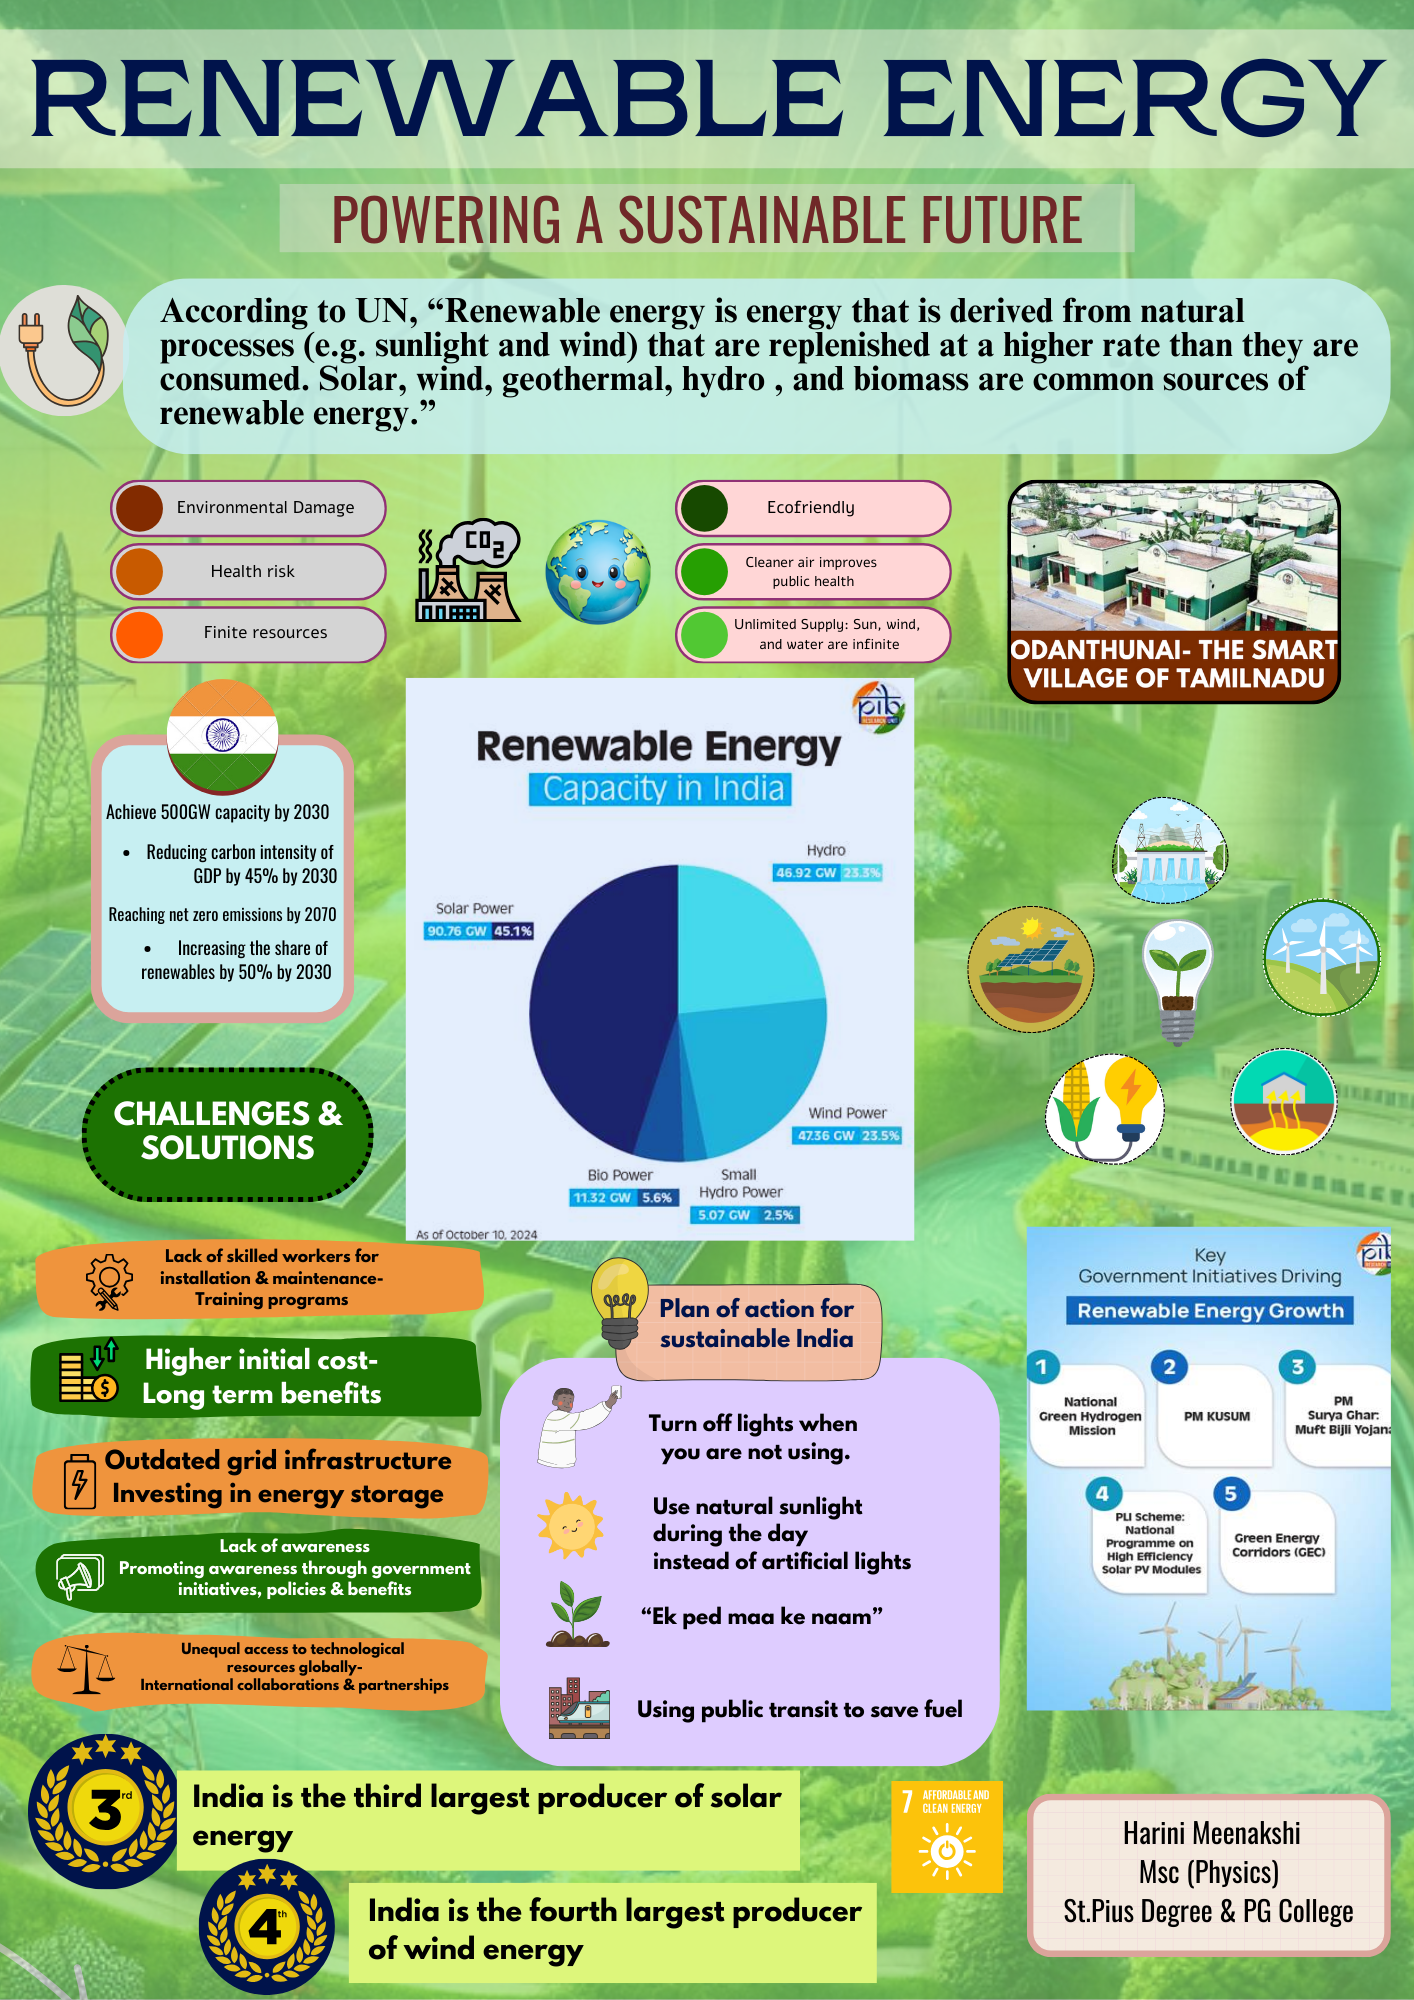 RENEWABLE ENERGY
POWERING A SUSTAINABLE FUTURE
According to UN, “Renewable energy is energy that is derived from natural
processes (e.g. sunlight and wind) that are replenished at a higher rate than they are
consumed. Solar, wind, geothermal, hydro , and biomass are common sources of
renewable energy.”
Environmental Damage
Health risk
Finite resources
CO2
Ecofriendly
Cleaner air improves
public health
Unlimited Supply: Sun, wind,
and water are infinite
ODANTHUNAI- THE SMART
VILLAGE OF TAMILNADU
Achieve 500GW capacity by 2030
• Reducing carbon intensity of
GDP by 45% by 2030
Reaching net zero emissions by 2070
• Increasing the share of
renewables by 50% by 2030
pib
RESEARCH UNIT
Renewable Energy
Capacity in India
Hydro
46.92 GW 23.3%
Solar Power
90.76 GW 45.1%
Wind Power
47.36 GW 23.5%
Bio Power
11.32 GW 5.6%
Small
Hydro Power
5.07 GW 2.5%
As of October 10, 2024
CHALLENGES &
SOLUTIONS
Lack of skilled workers for
installation & maintenance-
Training programs
Higher initial cost-
Long term benefits
Outdated grid infrastructure
Investing in energy storage
Lack of awareness
Promoting awareness through government
initiatives, policies & benefits
Unequal access to technological
resources globally-
International collaborations & partnerships
Plan of action for
sustainable India
Turn off lights when
you are not using.
Use natural sunlight
during the day
instead of artificial lights
“Ek ped maa ke naam”
Using public transit to save fuel
Key
Government Initiatives Driving
Renewable Energy Growth
1
National
Green Hydrogen
Mission
2
PM KUSUM
3
PM
Surya Ghar:
Muft Bijli Yojan
4
PLI Scheme:
National
Programme on
High Efficiency
Solar PV Modules
5
Green Energy
Corridors (GEC)
3rd
India is the third largest producer of solar
energy
4th
India is the fourth largest producer
of wind energy
7 AFFORDABLE AND
CLEAN ENERGY
Harini Meenakshi
Msc (Physics)
St.Pius Degree & PG College